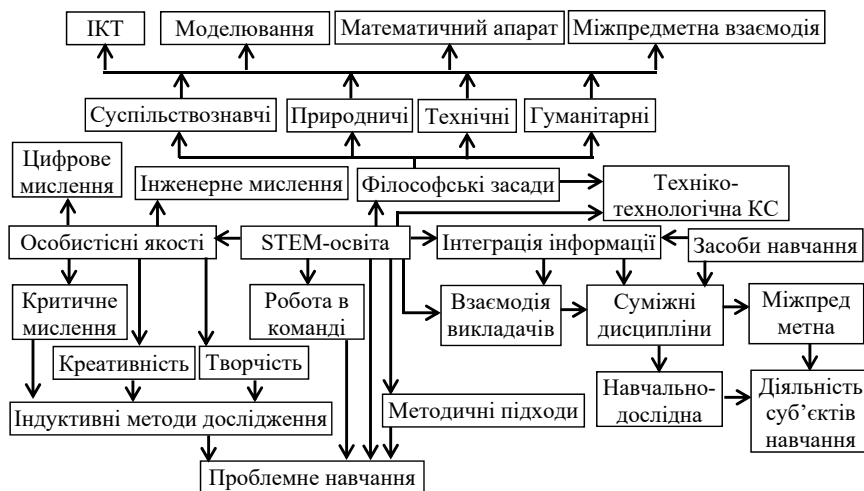 ІКТ
Моделювання
Математичний апарат
Міжпредметна взаємодія
Суспільствознавчі
Природничі
Технічні
Гуманітарні
Цифрове
мислення
Інженерне мислення
Філософські засади
Техніко-
технологічна КС
Особистісні якості
STEM-освіта
Інтеграція інформації
Засоби навчання
Критичне
мислення
Робота в
команді
Взаємодія
викладачів
Суміжні
дисципліни
Міжпред
метна
Креативність
Творчість
Індуктивні методи дослідження
Методичні підходи
Навчально-
дослідна
Діяльність
суб’єктів
навчання
Проблемне навчання